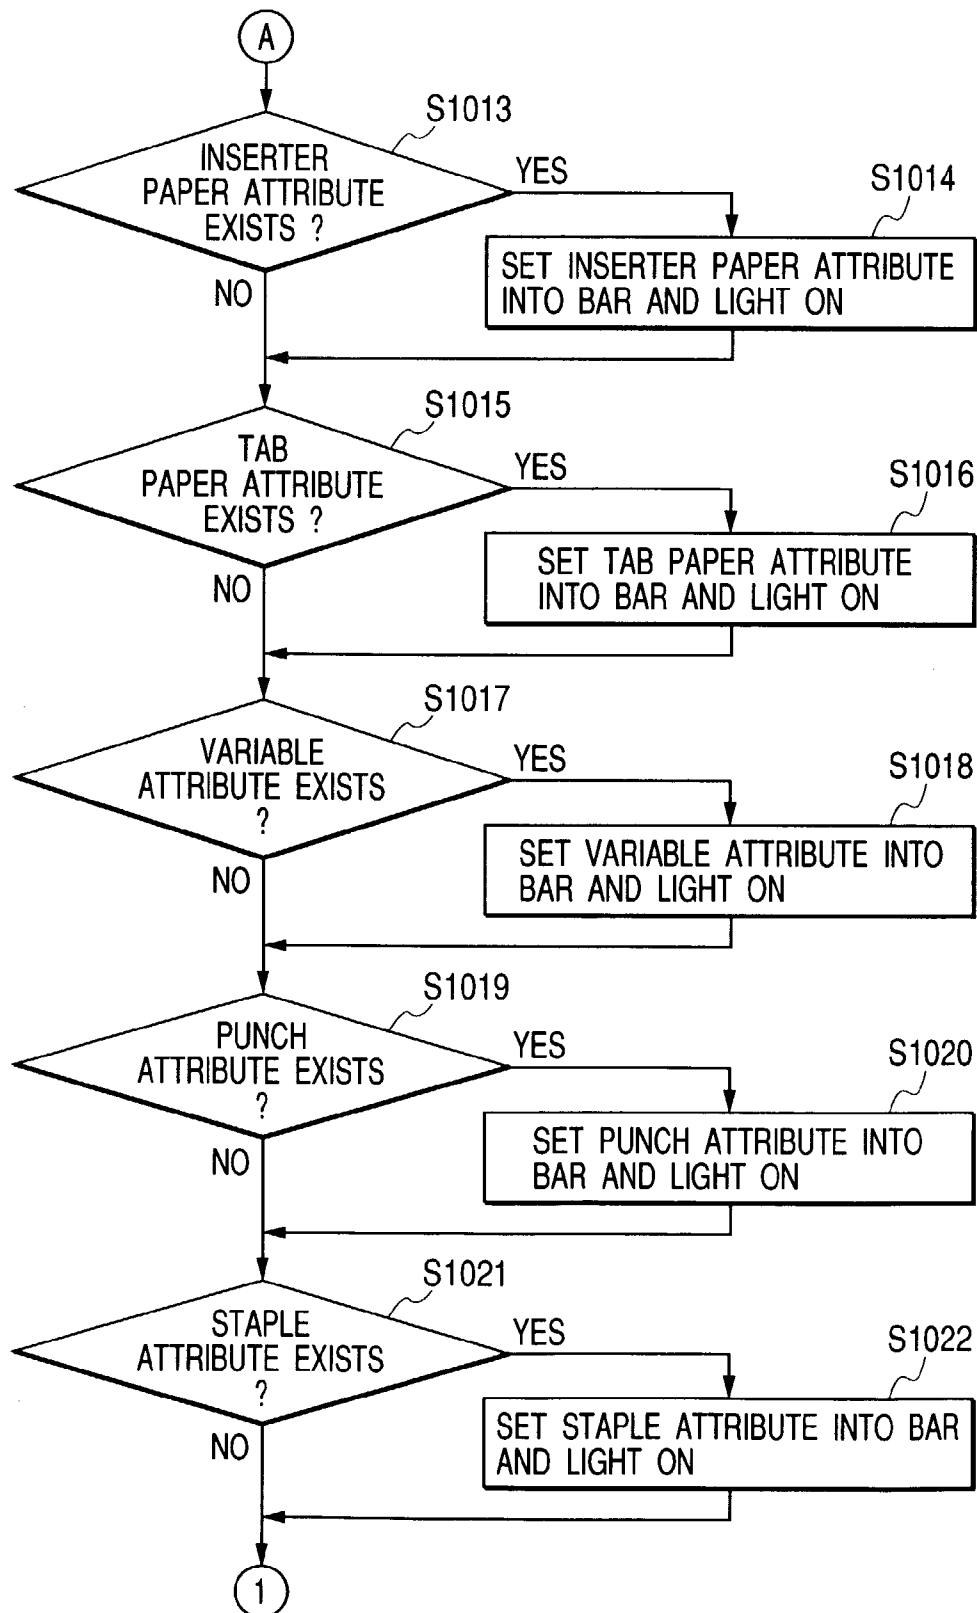 A
S1013
INSERTER
PAPER ATTRIBUTE
EXISTS ?
YES
S1014
SET INSERTER PAPER ATTRIBUTE
INTO BAR AND LIGHT ON
NO
S1015
TAB
PAPER ATTRIBUTE
EXISTS ?
YES
S1016
SET TAB PAPER ATTRIBUTE
INTO BAR AND LIGHT ON
NO
S1017
VARIABLE
ATTRIBUTE EXISTS
?
YES
S1018
SET VARIABLE ATTRIBUTE INTO
BAR AND LIGHT ON
NO
S1019
PUNCH
ATTRIBUTE EXISTS
?
YES
S1020
SET PUNCH ATTRIBUTE INTO
BAR AND LIGHT ON
NO
S1021
STAPLE
ATTRIBUTE EXISTS
?
YES
S1022
SET STAPLE ATTRIBUTE INTO BAR
AND LIGHT ON
NO
1